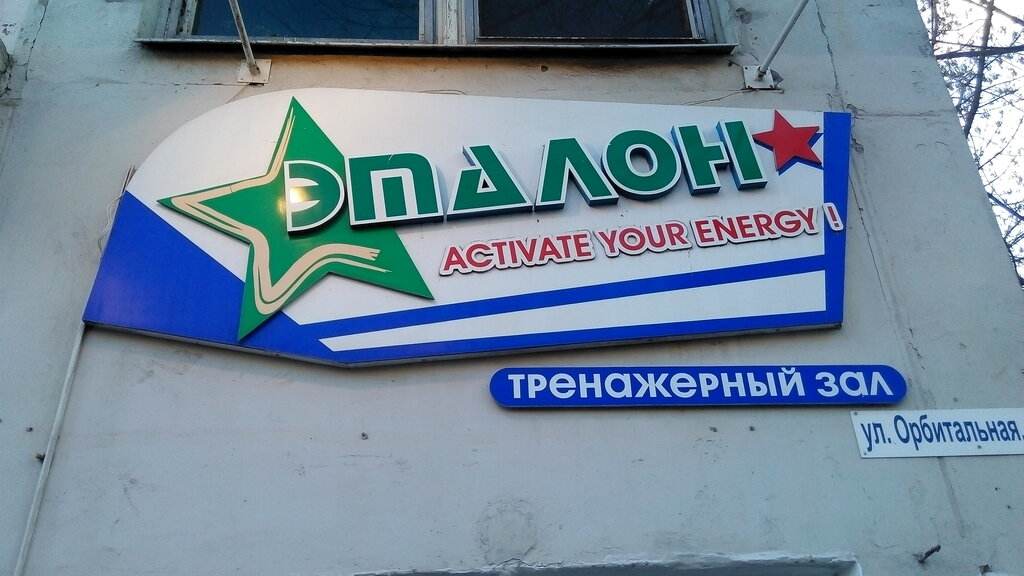 ЭТАЛОН
ACTIVATE YOUR ENERGY !
ТРЕНАЖЕРНЫЙ ЗАЛ
ул. Орбитальная